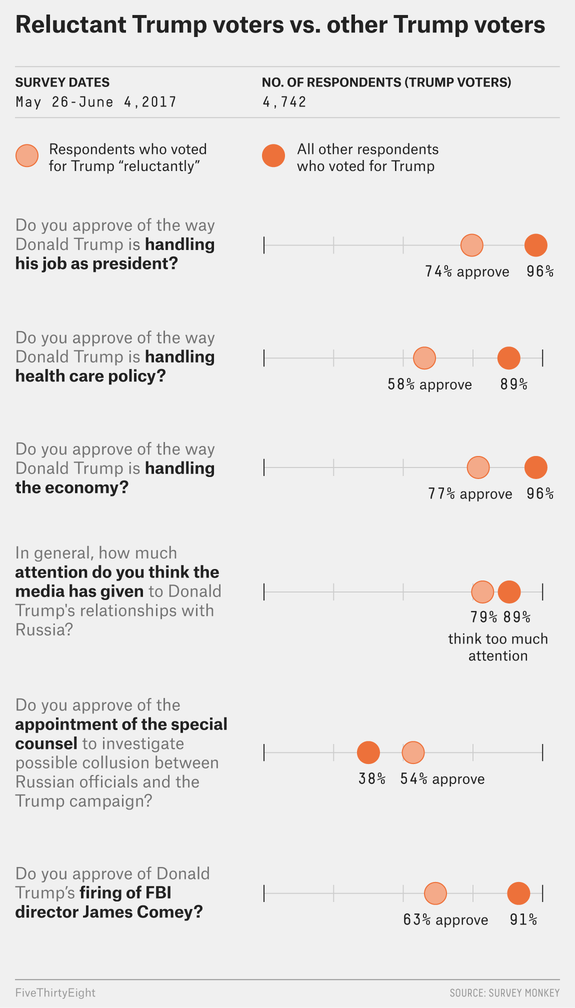 Reluctant Trump voters vs. other Trump voters
SURVEY DATES
May 26-June 4,2017
NO. OF RESPONDENTS (TRUMP VOTERS)
4,742
Respondents who voted
for Trump “reluctantly”
All other respondents
who voted for Trump
Do you approve of the way
Donald Trump is handling
his job as president?
74% approve 96%
Do you approve of the way
Donald Trump is handling
health care policy?
58% approve 89%
Do you approve of the way
Donald Trump is handling
the economy?
77% approve 96%
In general, how much
attention do you think the
media has given to Donald
Trump's relationships with
Russia?
79% 89%
think too much
attention
Do you approve of the
appointment of the special
counsel to investigate
possible collusion between
Russian officials and the
Trump campaign?
38% 54% approve
Do you approve of Donald
Trump’s firing of FBI
director James Comey?
63% approve 91%
FiveThirtyEight
SOURCE: SURVEY MONKEY